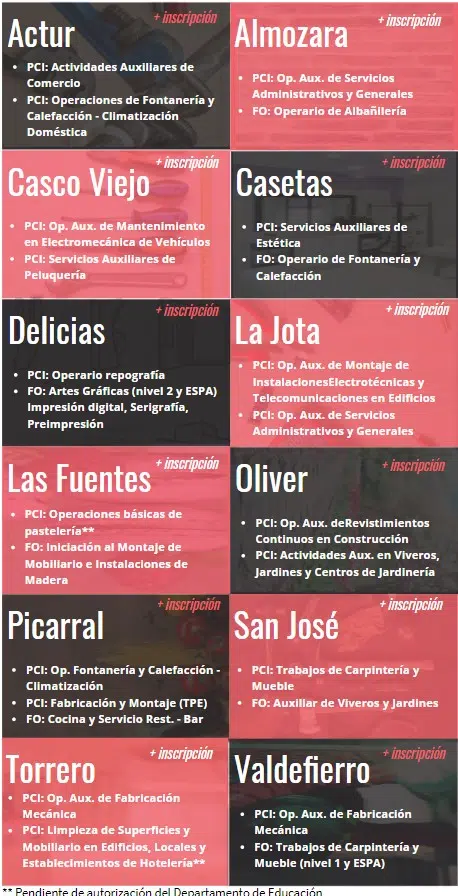 + inscripción
Actur
• PCI: Actividades Auxiliares de
Comercio
• PCI: Operaciones de Fontanería y
Calefacción - Climatización
Doméstica
+ inscripción
Almozara
• PCI: Op. Aux. de Servicios
Administrativos y Generales
• FO: Operario de Albañilería
+ inscripción
Casco Viejo
• PCI: Op. Aux. de Mantenimiento
en Electromecánica de Vehículos
• PCI: Servicios Auxiliares de
Peluquería
+ inscripción
Casetas
• PCI: Servicios Auxiliares de
Estética
• FO: Operario de Fontanería y
Calefacción
+ inscripción
Delicias
• PCI: Operario repografía
• FO: Artes Gráficas (nivel 2 y ESPA)
Impresión digital, Serigrafía,
Preimpresión
+ inscripción
La Jota
• PCI: Op. Aux. de Montaje de
InstalacionesElectrotécnicas y
Telecomunicaciones en Edificios
• PCI: Op. Aux. de Servicios
Administrativos y Generales
+ inscripción
Las Fuentes
• PCI: Operaciones básicas de
pastelería**
• FO: Iniciación al Montaje de
Mobiliario e Instalaciones de
Madera
+ inscripción
Oliver
• PCI: Op. Aux. deRevistimientos
Continuos en Construcción
• PCI: Actividades Aux. en Viveros,
Jardines y Centros de Jardinería
+ inscripción
Picarral
• PCI: Op. Fontanería y Calefacción -
Climatización
• PCI: Fabricación y Montaje (TPE)
• FO: Cocina y Servicio Rest. - Bar
+ inscripción
San José
• PCI: Trabajos de Carpintería y
Mueble
• FO: Auxiliar de Viveros y Jardines
+ inscripción
Torrero
• PCI: Op. Aux. de Fabricación
Mecánica
• PCI: Limpieza de Superficies y
Mobiliario en Edificios, Locales y
Establecimientos de Hotelería**
+ inscripción
Valdefierro
• PCI: Op. Aux. de Fabricación
Mecánica
• FO: Trabajos de Carpintería y
Mueble (nivel 1 y ESPA)
** Pendiente de autorización del Departamento de Educación